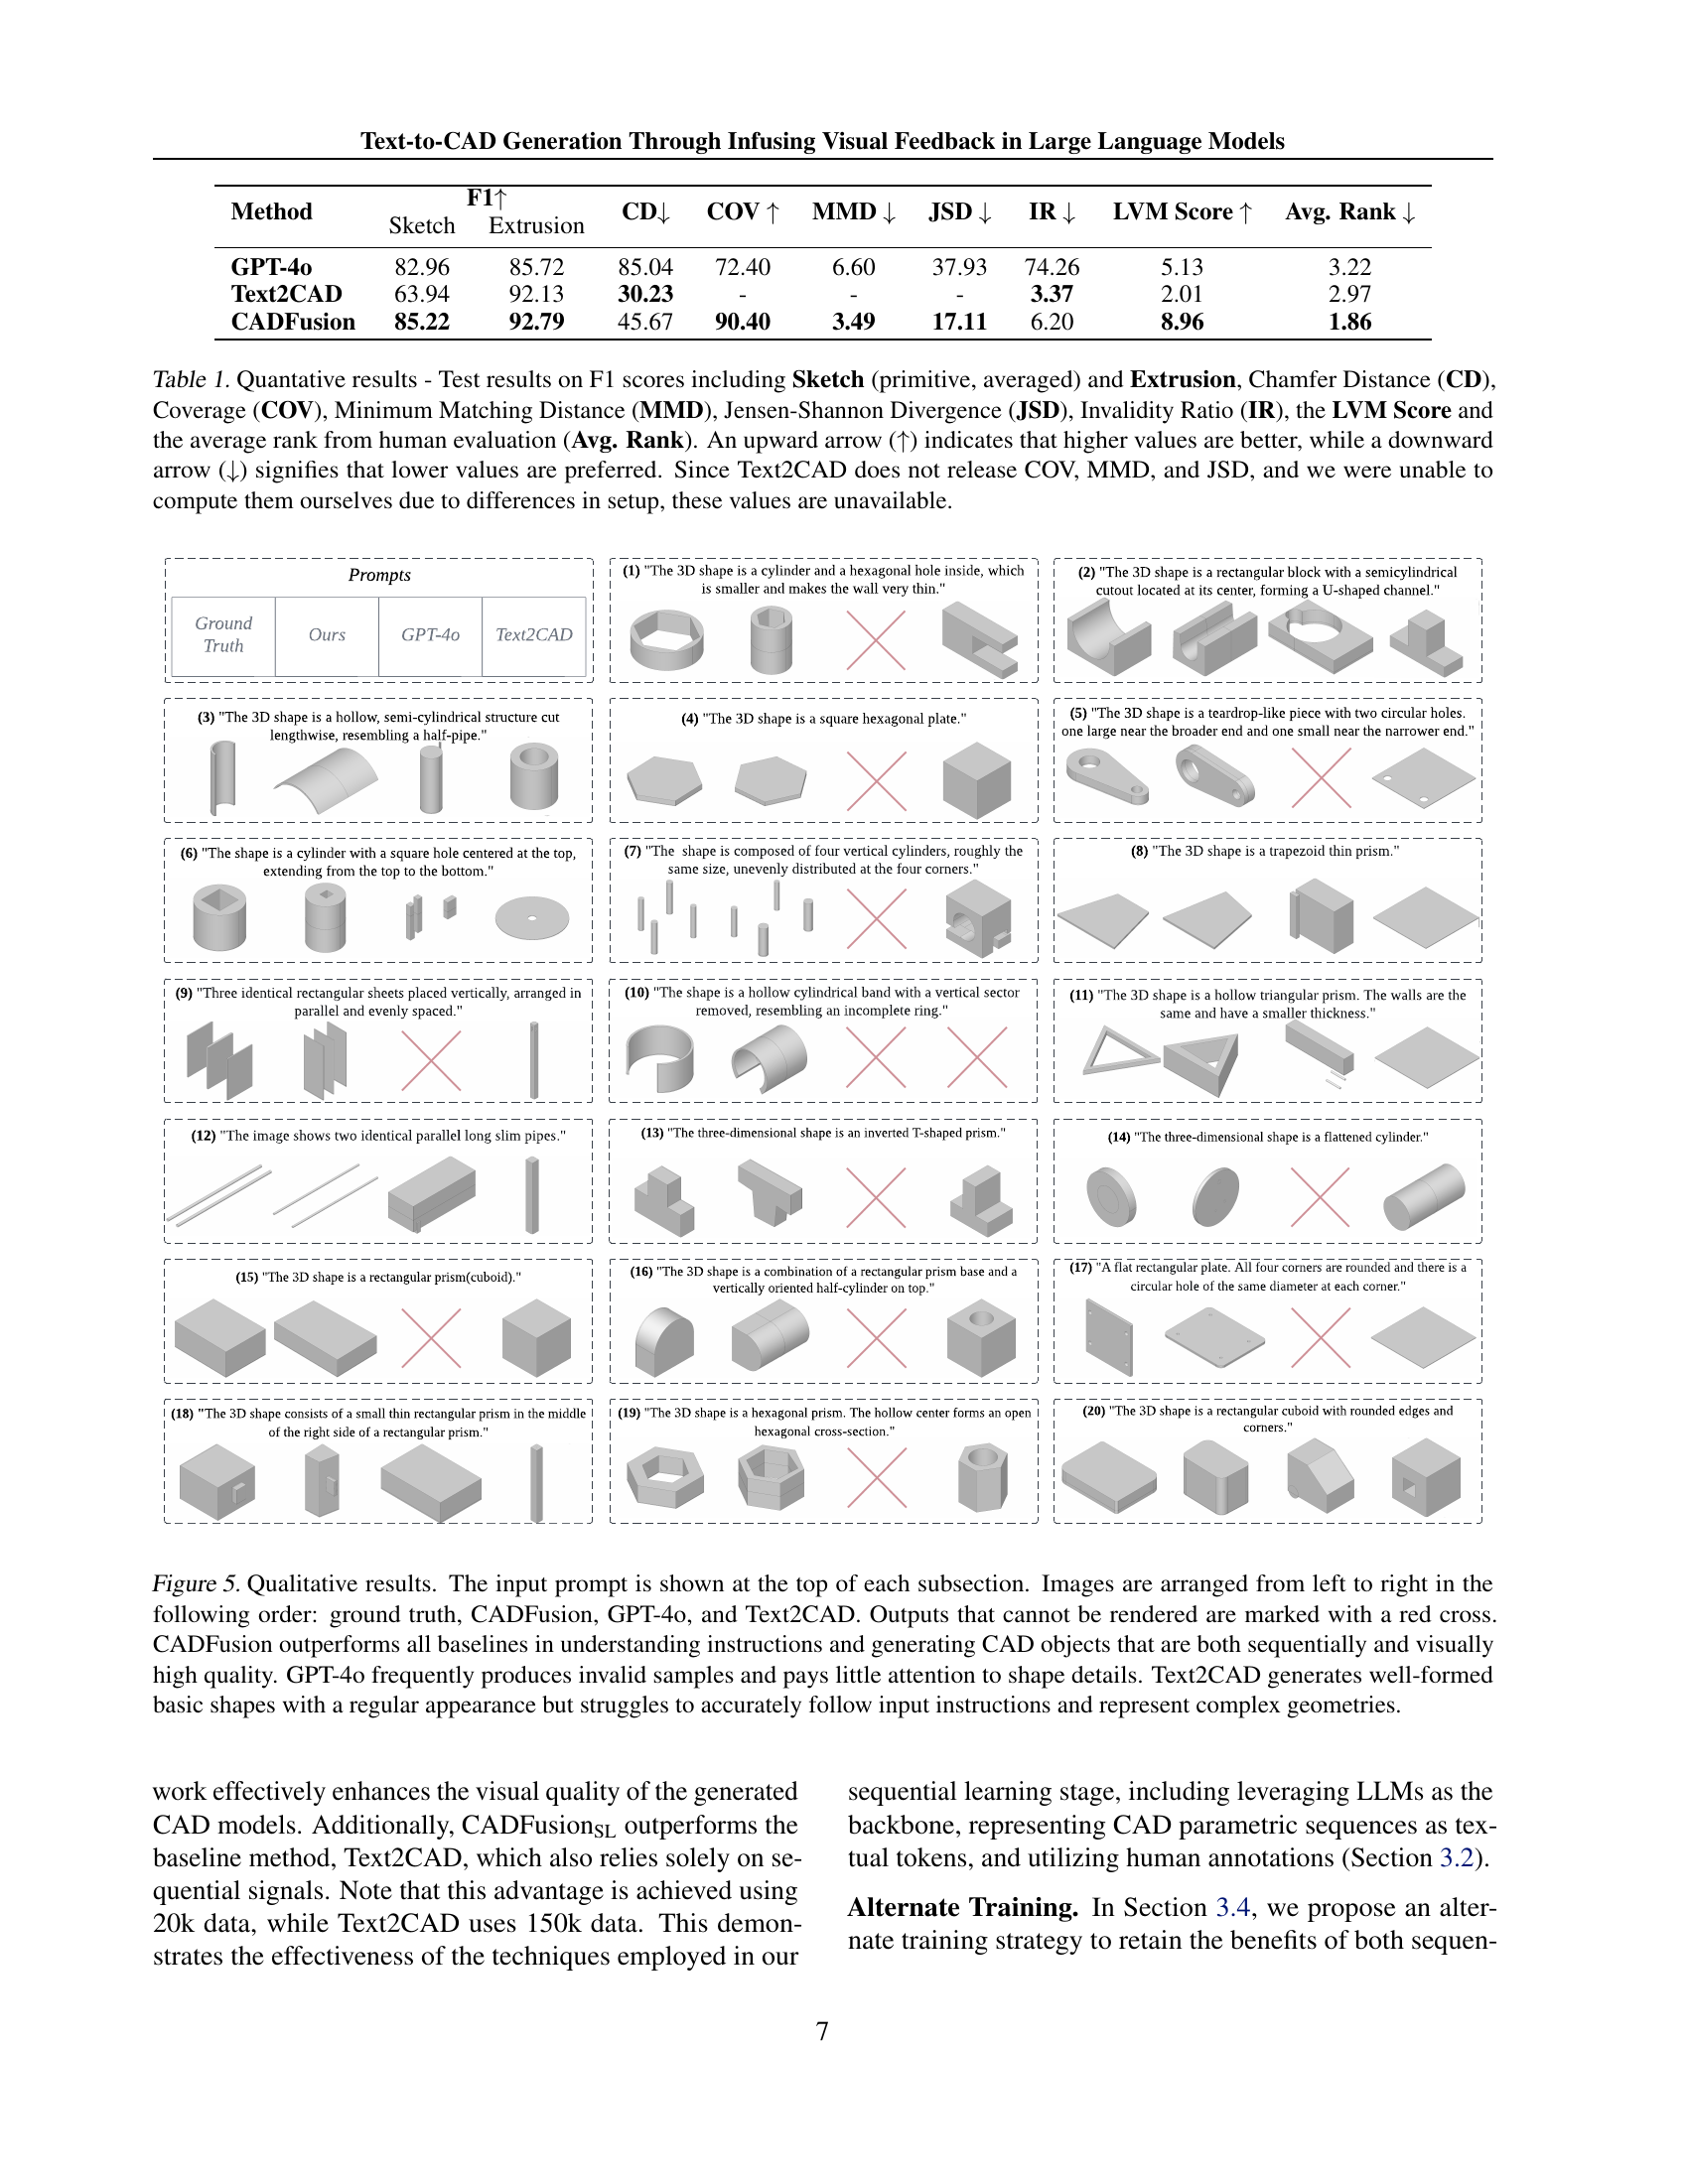 Text-to-CAD Generation Through Infusing Visual Feedback in Large Language Models
Method F1↑ CD↓ COV ↑ MMD ↓ JSD ↓ IR ↓ LVM Score ↑ Avg. Rank ↓
Sketch Extrusion
GPT-4o 82.96 85.72 85.04 72.40 6.60 37.93 74.26 5.13 3.22
Text2CAD 63.94 92.13 30.23 - - - 3.37 2.01 2.97
CADFusion 85.22 92.79 45.67 90.40 3.49 17.11 6.20 8.96 1.86
Table 1. Quantative results - Test results on F1 scores including Sketch (primitive, averaged) and Extrusion, Chamfer Distance (CD),
Coverage (COV), Minimum Matching Distance (MMD), Jensen-Shannon Divergence (JSD), Invalidity Ratio (IR), the LVM Score and
the average rank from human evaluation (Avg. Rank). An upward arrow (↑) indicates that higher values are better, while a downward
arrow (↓) signifies that lower values are preferred. Since Text2CAD does not release COV, MMD, and JSD, and we were unable to
compute them ourselves due to differences in setup, these values are unavailable.
Prompts
Ground
Truth
Ours
GPT-4o
Text2CAD
(1) "The 3D shape is a cylinder and a hexagonal hole inside, which
is smaller and makes the wall very thin."
(2) "The 3D shape is a rectangular block with a semicylindrical
cutout located at its center, forming a U-shaped channel."
(3) "The 3D shape is a hollow, semi-cylindrical structure cut
lengthwise, resembling a half-pipe."
(4) "The 3D shape is a square hexagonal plate."
(5) "The 3D shape is a teardrop-like piece with two circular holes.
one large near the broader end and one small near the narrower end."
(6) "The shape is a cylinder with a square hole centered at the top,
extending from the top to the bottom."
(7) "The shape is composed of four vertical cylinders, roughly the
same size, unevenly distributed at the four corners."
(8) "The 3D shape is a trapezoid thin prism."
(9) "Three identical rectangular sheets placed vertically, arranged in
parallel and evenly spaced."
(10) "The shape is a hollow cylindrical band with a vertical sector
removed, resembling an incomplete ring."
(11) "The 3D shape is a hollow triangular prism. The walls are the
same and have a smaller thickness."
(12) "The image shows two identical parallel long slim pipes."
(13) "The three-dimensional shape is an inverted T-shaped prism."
(14) "The three-dimensional shape is a flattened cylinder."
(15) "The 3D shape is a rectangular prism(cuboid)."
(16) "The 3D shape is a combination of a rectangular prism base and a
vertically oriented half-cylinder on top."
(17) "A flat rectangular plate. All four corners are rounded and there is a
circular hole of the same diameter at each corner."
(18) "The 3D shape consists of a small thin rectangular prism in the middle
of the right side of a rectangular prism."
(19) "The 3D shape is a hexagonal prism. The hollow center forms an open
hexagonal cross-section."
(20) "The 3D shape is a rectangular cuboid with rounded edges and
corners."
Figure 5. Qualitative results. The input prompt is shown at the top of each subsection. Images are arranged from left to right in the
following order: ground truth, CADFusion, GPT-4o, and Text2CAD. Outputs that cannot be rendered are marked with a red cross.
CADFusion outperforms all baselines in understanding instructions and generating CAD objects that are both sequentially and visually
high quality. GPT-4o frequently produces invalid samples and pays little attention to shape details. Text2CAD generates well-formed
basic shapes with a regular appearance but struggles to accurately follow input instructions and represent complex geometries.
work effectively enhances the visual quality of the generated
CAD models. Additionally, CADFusionSL outperforms the
baseline method, Text2CAD, which also relies solely on se-
quential signals. Note that this advantage is achieved using
20k data, while Text2CAD uses 150k data. This demon-
strates the effectiveness of the techniques employed in our
sequential learning stage, including leveraging LLMs as the
backbone, representing CAD parametric sequences as tex-
tual tokens, and utilizing human annotations (Section 3.2).
Alternate Training. In Section 3.4, we propose an alter-
nate training strategy to retain the benefits of both sequen-
7